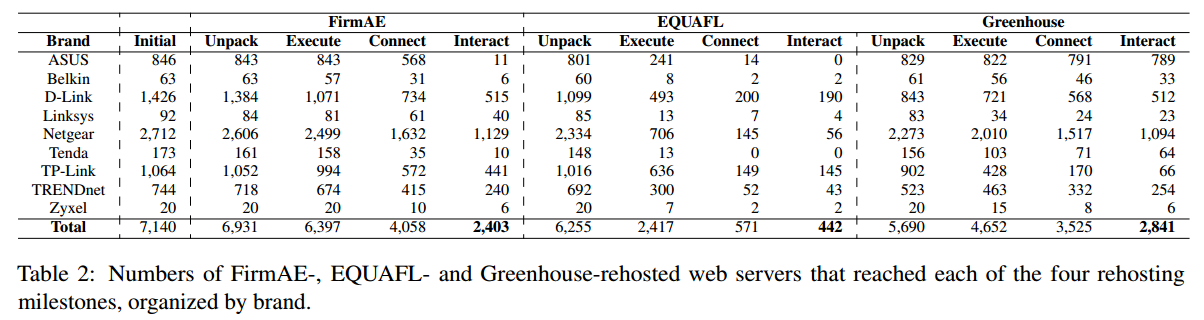 FirmAE EQUAFL Greenhouse
Brand Initial Unpack Execute Connect Interact Unpack Execute Connect Interact Unpack Execute Connect Interact
ASUS 846 843 843 568 11 801 241 14 0 829 822 791 789
Belkin 63 63 57 31 6 60 8 2 2 61 56 46 33
D-Link 1,426 1,384 1,071 734 515 1,099 493 200 190 843 721 568 512
Linksys 92 84 81 61 40 85 13 7 4 83 34 24 23
Netgear 2,712 2,606 2,499 1,632 1,129 2,334 706 145 56 2,273 2,010 1,517 1,094
Tenda 173 161 158 35 10 148 13 0 0 156 103 71 64
TP-Link 1,064 1,052 994 572 441 1,016 636 149 145 902 428 170 66
TRENDnet 744 718 674 415 240 692 300 52 43 523 463 332 254
Zyxel 20 20 20 10 6 20 7 2 2 20 15 8 6
Total 7,140 6,931 6,397 4,058 2,403 6,255 2,417 571 442 5,690 4,652 3,525 2,841
Table 2: Numbers of FirmAE-, EQUAFL- and Greenhouse-rehosted web servers that reached each of the four rehosting
milestones, organized by brand.